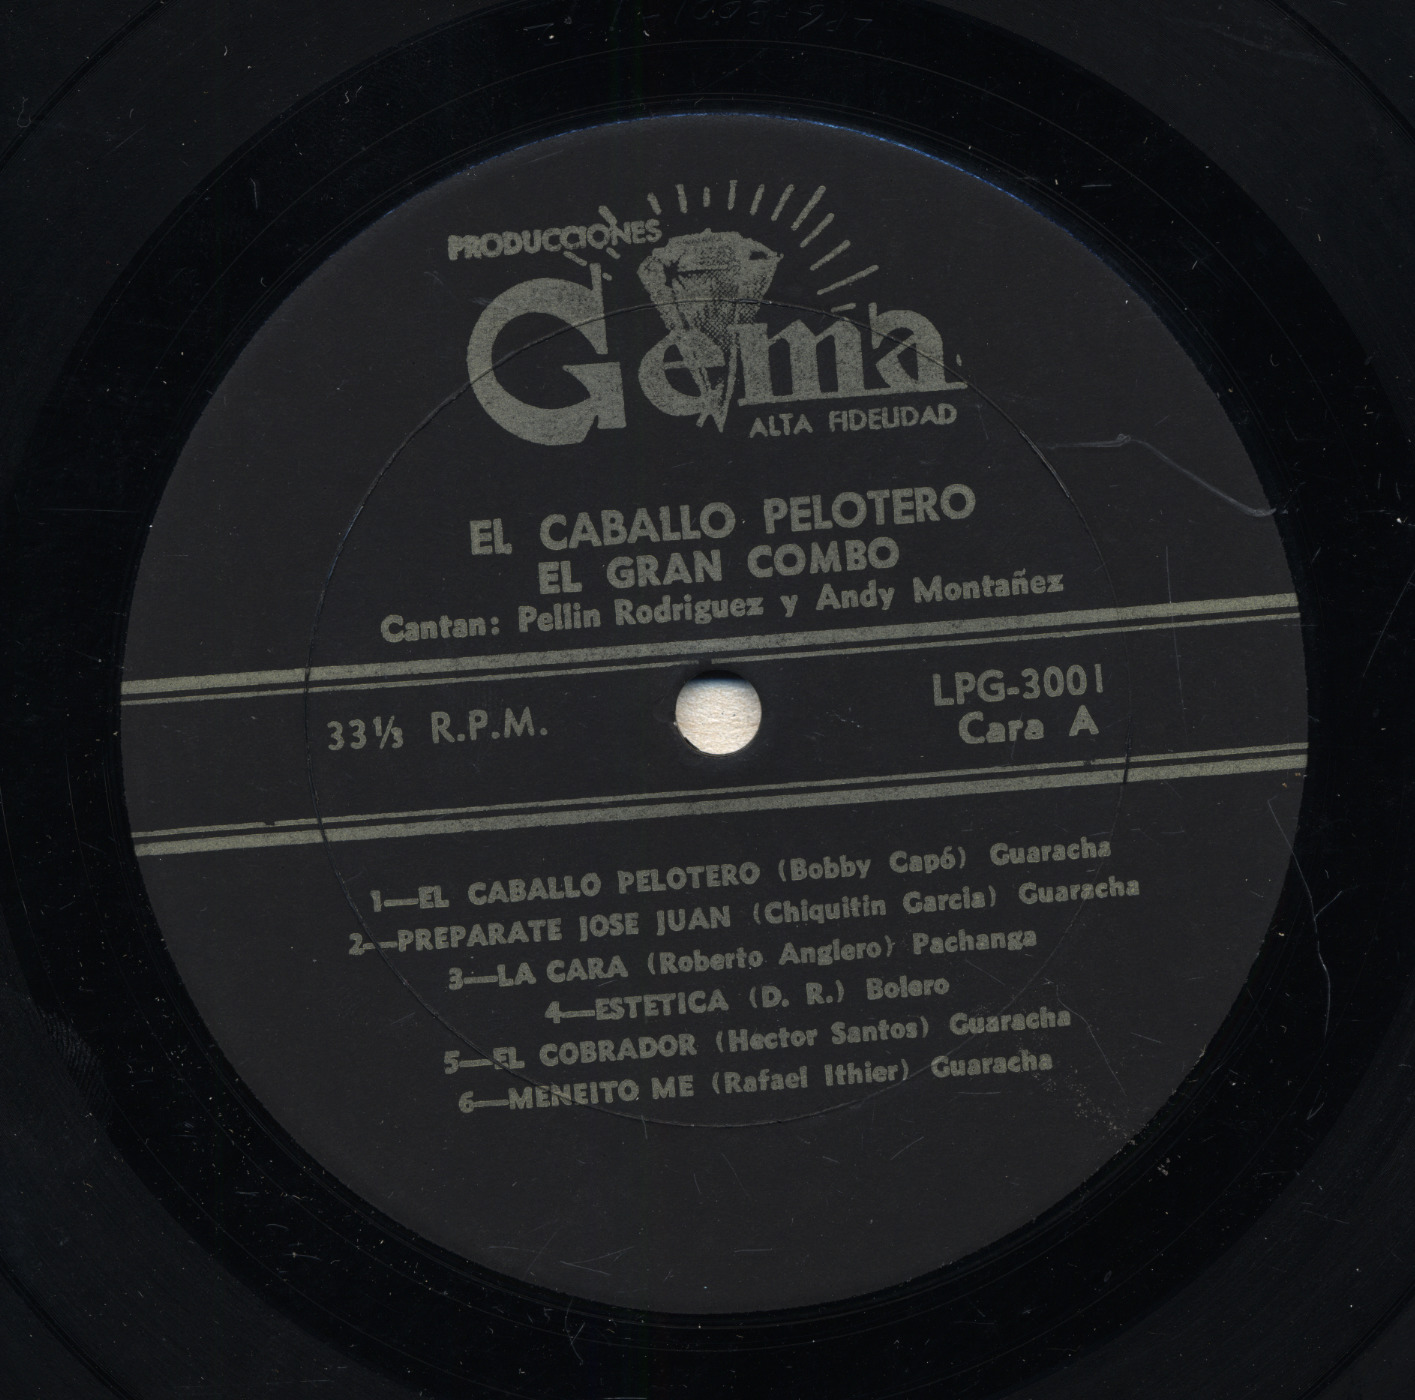 PRODUCCIONES
Gema
ALTA FIDELIDAD
EL CABALLO PELOTERO
EL GRAN COMBO
Cantan: Pellin Rodriguez y Andy Montañez
33⅓ R.P.M.
LPG-3001
Cara A
1—EL CABALLO PELOTERO (Bobby Capó) Guaracha
2—PREPARATE JOSE JUAN (Chiquitin Garcia) Guaracha
3—LA CARA (Roberto Anglero) Pachanga
4—ESTETICA (D. R.) Bolero
5—EL COBRADOR (Hector Santos) Guaracha
6—MENEITO ME (Rafael Ithier) Guaracha